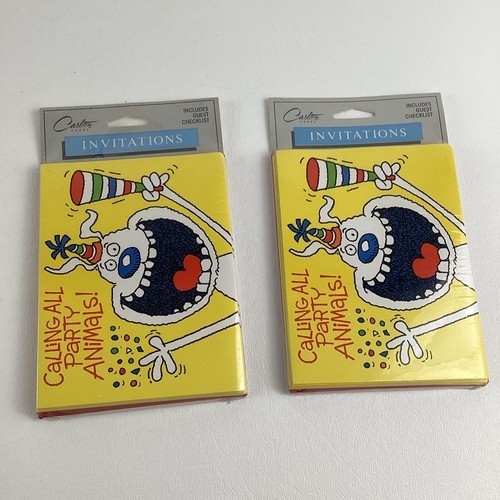 Carlton
CARDS
INCLUDES
GUEST
CHECKLIST
INVITATIONS
CALLING ALL
PARTY
ANiMALS!
Carlton
CARDS
INCLUDES
GUEST
CHECKLIST
INVITATIONS
CALLING ALL
PARTY
ANiMALS!